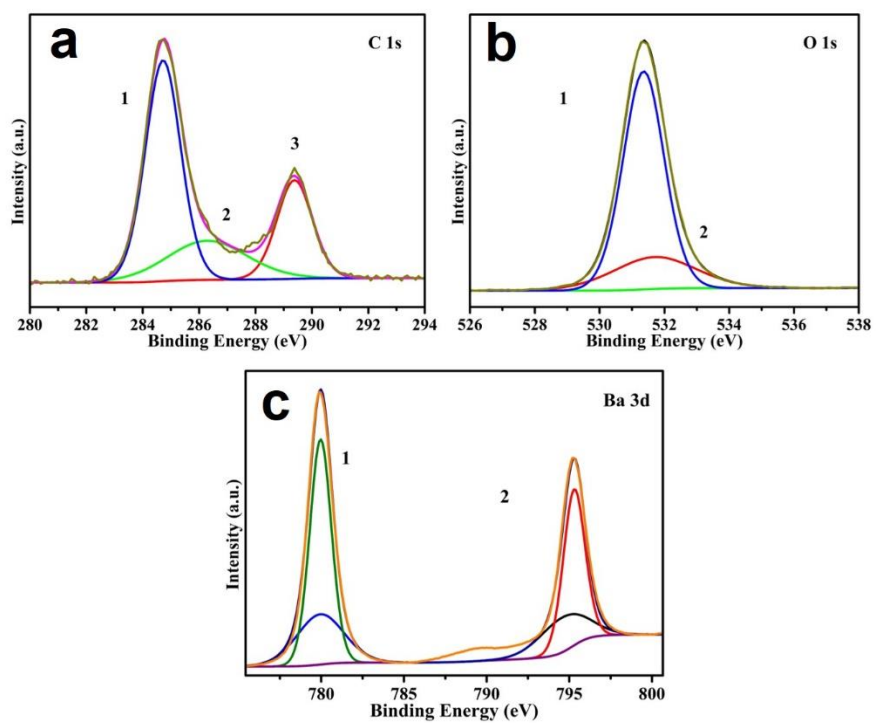 a
C 1s
1
2
3
Intensity (a.u.)
280 282 284 286 288 290 292 294
Binding Energy (eV)
b
O 1s
1
2
Intensity (a.u.)
526 528 530 532 534 536 538
Binding Energy (eV)
c
Ba 3d
1
2
Intensity (a.u.)
780 785 790 795 800
Binding Energy (eV)